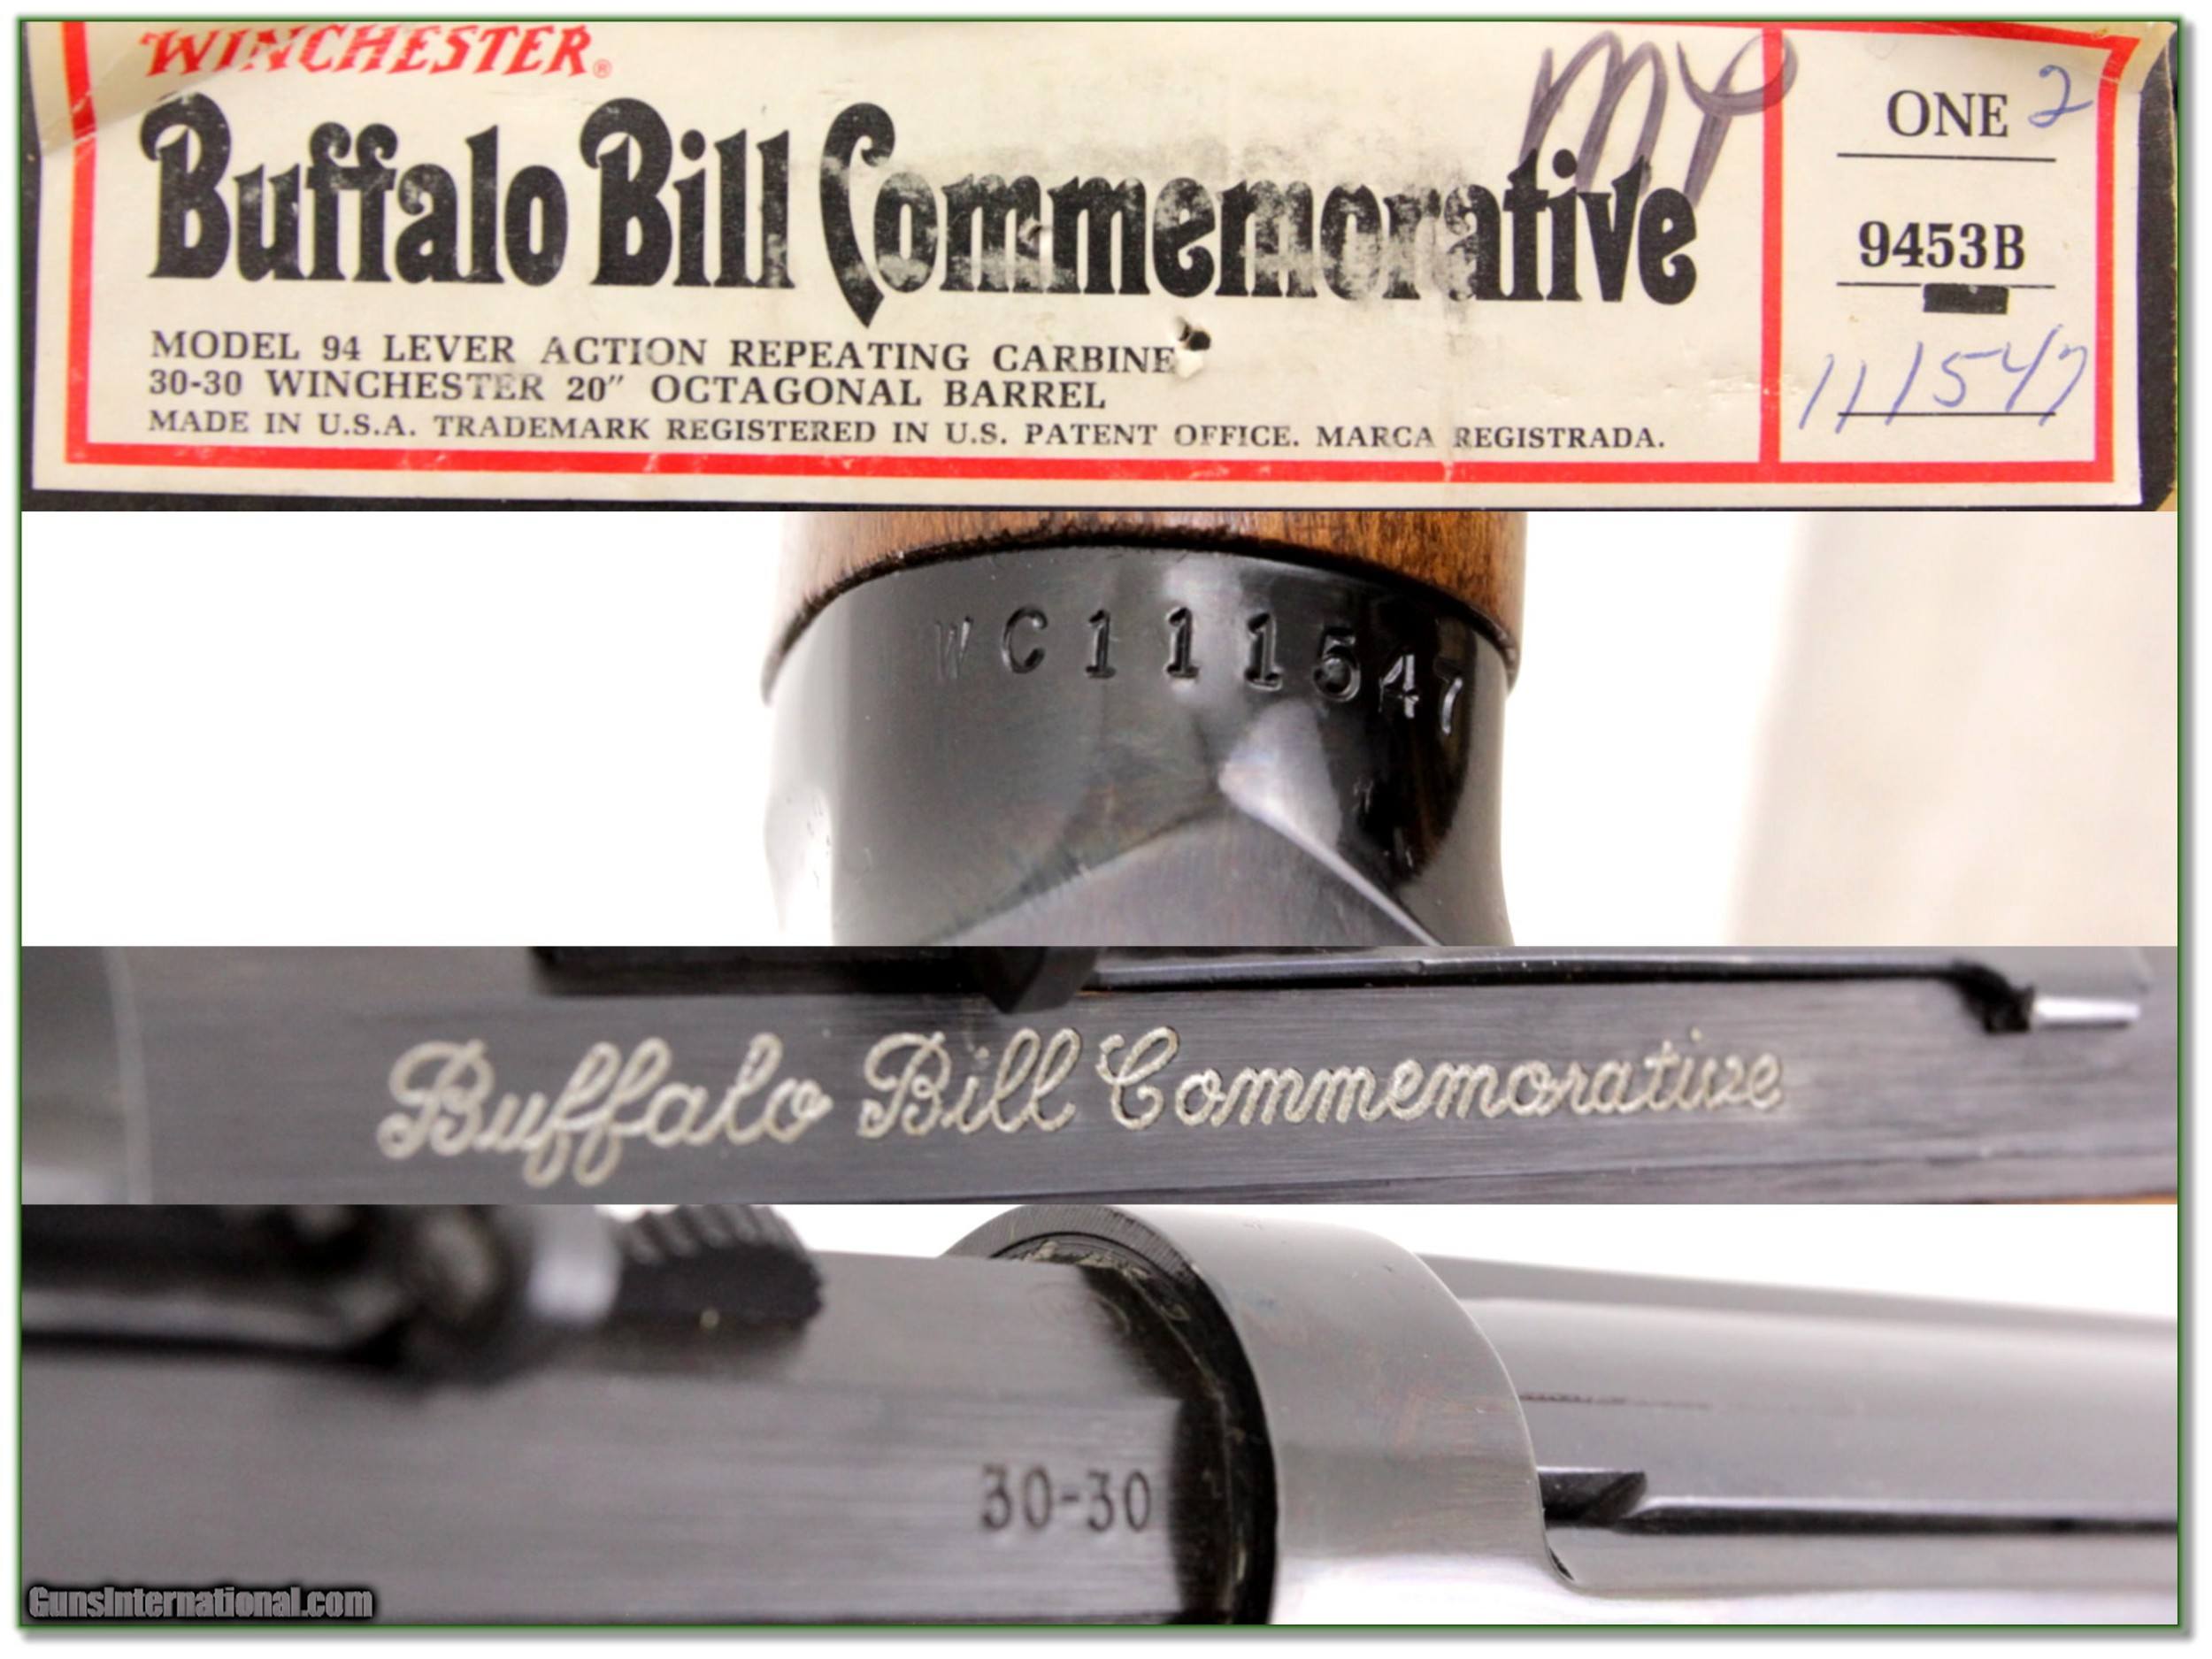 WINCHESTER®
Buffalo Bill Commemorative
MODEL 94 LEVER ACTION REPEATING CARBINE
30-30 WINCHESTER 20" OCTAGONAL BARREL
MADE IN U.S.A. TRADEMARK REGISTERED IN U.S. PATENT OFFICE. MARCA REGISTRADA.
ONE 2
9453B
111547
WC111547
Buffalo Bill Commemorative
30-30
GunsInternational.com